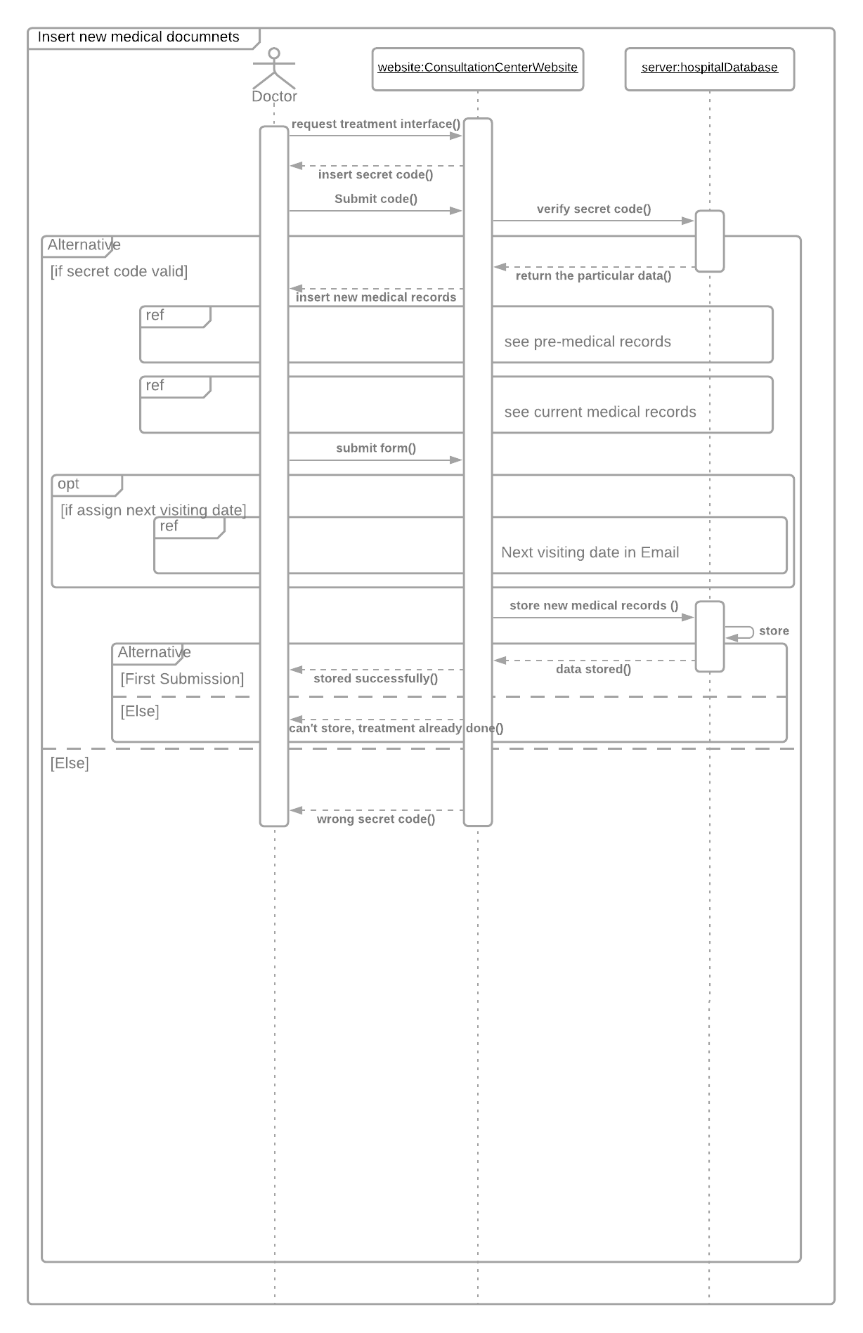 Insert new medical documnets
Doctor
website:ConsultationCenterWebsite
server:hospitalDatabase
request treatment interface()
insert secret code()
Submit code()
verify secret code()
Alternative
[if secret code valid]
return the particular data()
insert new medical records
ref
see pre-medical records
ref
see current medical records
submit form()
opt
[if assign next visiting date]
ref
Next visiting date in Email
store new medical records ()
store
Alternative
[First Submission]
data stored()
stored successfully()
[Else]
can't store, treatment already done()
[Else]
wrong secret code()